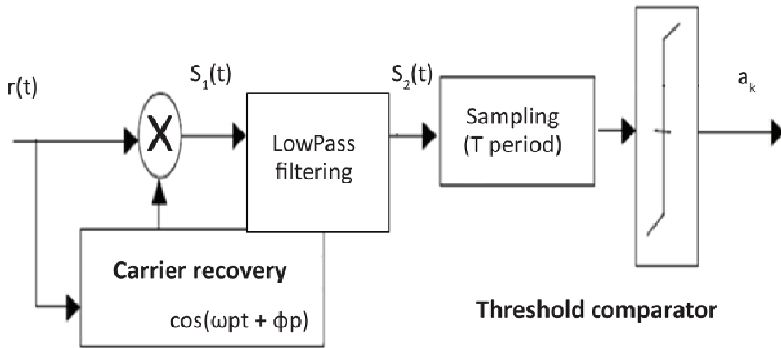 r(t)
S₁(t)
X
LowPass
filtering
S₂(t)
Sampling
(T period)
aₖ
Carrier recovery
cos(ωpt + ϕp)
Threshold comparator